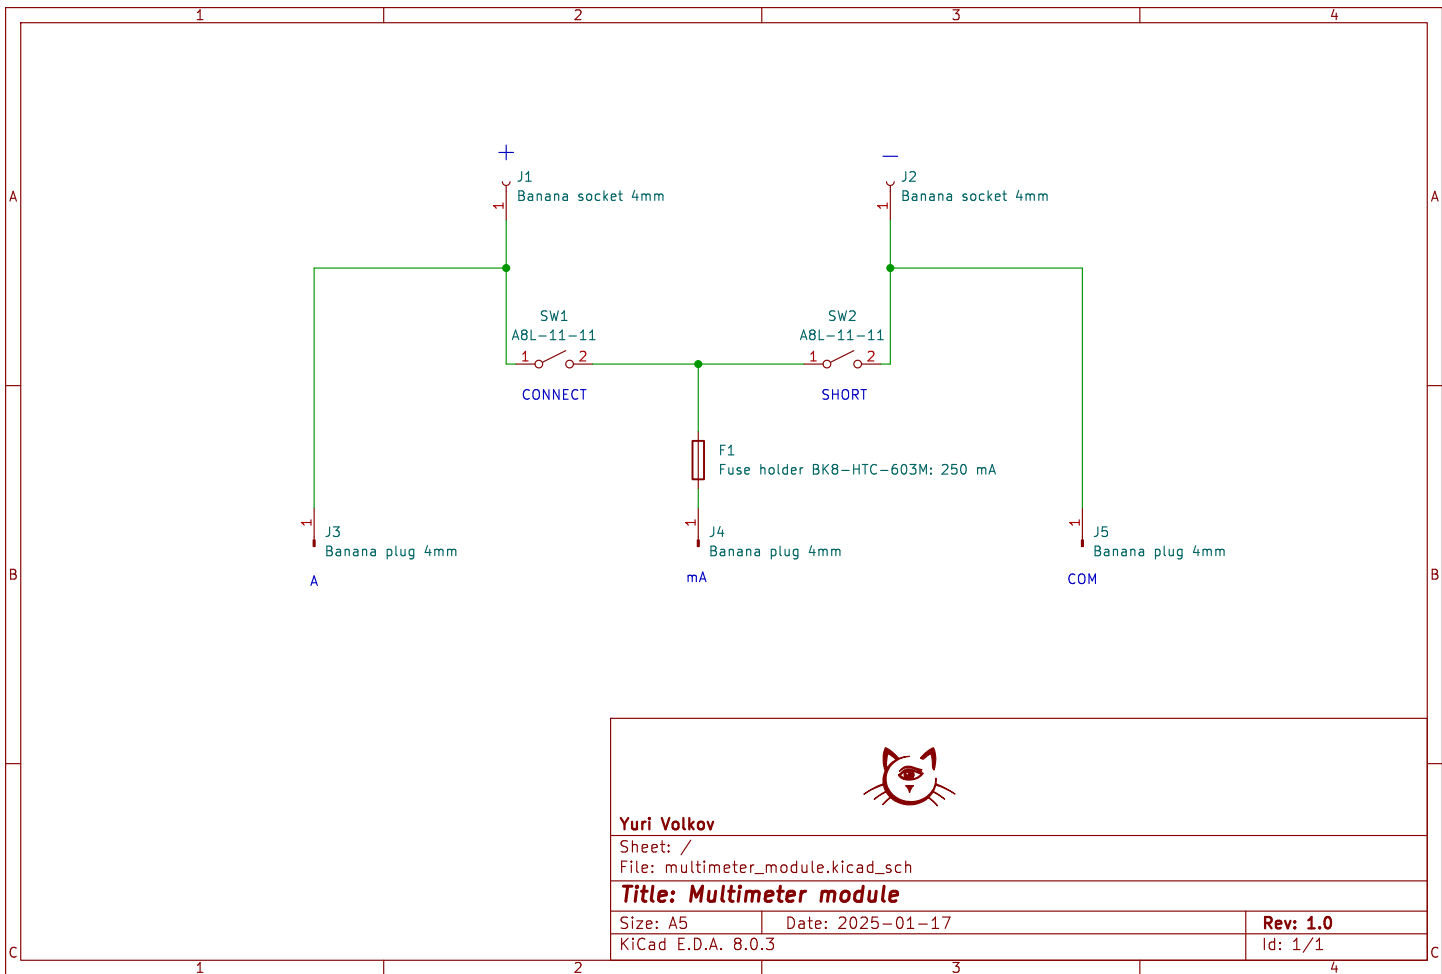 1 2 3 4
+ −
J1
Banana socket 4mm
1
J2
Banana socket 4mm
1
A A
SW1
A8L-11-11
1 2
CONNECT
SW2
A8L-11-11
1 2
SHORT
F1
Fuse holder BK8-HTC-603M: 250 mA
1
J3
Banana plug 4mm
A
1
J4
Banana plug 4mm
mA
1
J5
Banana plug 4mm
COM
B B
Yuri Volkov
Sheet: /
File: multimeter_module.kicad_sch
Title: Multimeter module
Size: A5 Date: 2025-01-17 Rev: 1.0
KiCad E.D.A. 8.0.3 Id: 1/1
C C
1 2 3 4